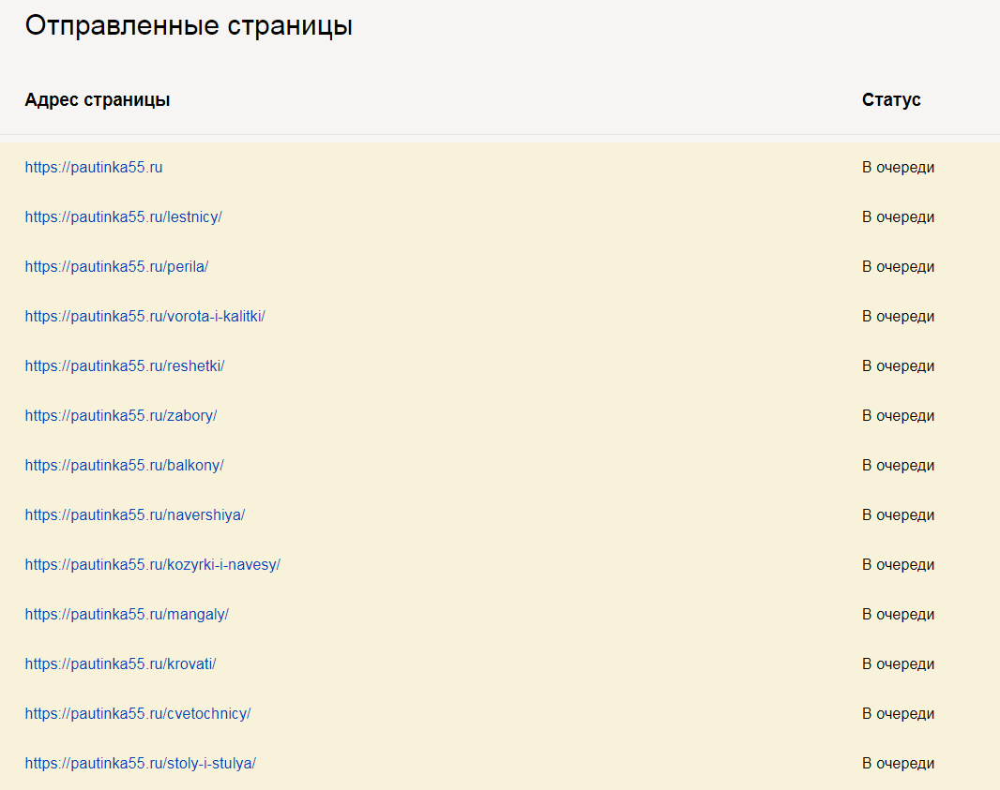 Отправленные страницы
Адрес страницы Статус
https://pautinka55.ru В очереди
https://pautinka55.ru/lestnicy/ В очереди
https://pautinka55.ru/perila/ В очереди
https://pautinka55.ru/vorota-i-kalitki/ В очереди
https://pautinka55.ru/reshetki/ В очереди
https://pautinka55.ru/zabory/ В очереди
https://pautinka55.ru/balkony/ В очереди
https://pautinka55.ru/navershiya/ В очереди
https://pautinka55.ru/kozyrki-i-navesy/ В очереди
https://pautinka55.ru/mangaly/ В очереди
https://pautinka55.ru/krovati/ В очереди
https://pautinka55.ru/cvetochnicy/ В очереди
https://pautinka55.ru/stoly-i-stulya/ В очереди